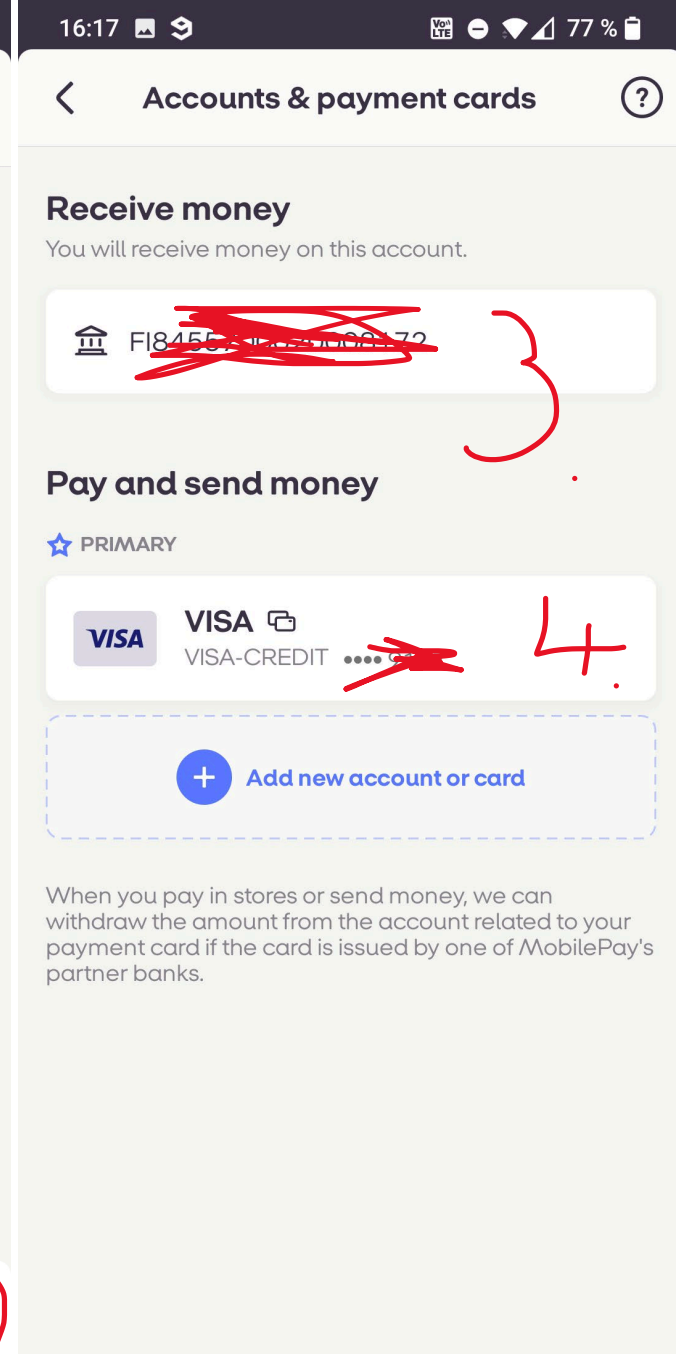 16:17 Vo)) LTE 77 %
Accounts & payment cards ?
Receive money
You will receive money on this account.
3.
Pay and send money
PRIMARY
VISA VISA
VISA-CREDIT ••••
4.
+ Add new account or card
When you pay in stores or send money, we can
withdraw the amount from the account related to your
payment card if the card is issued by one of MobilePay's
partner banks.